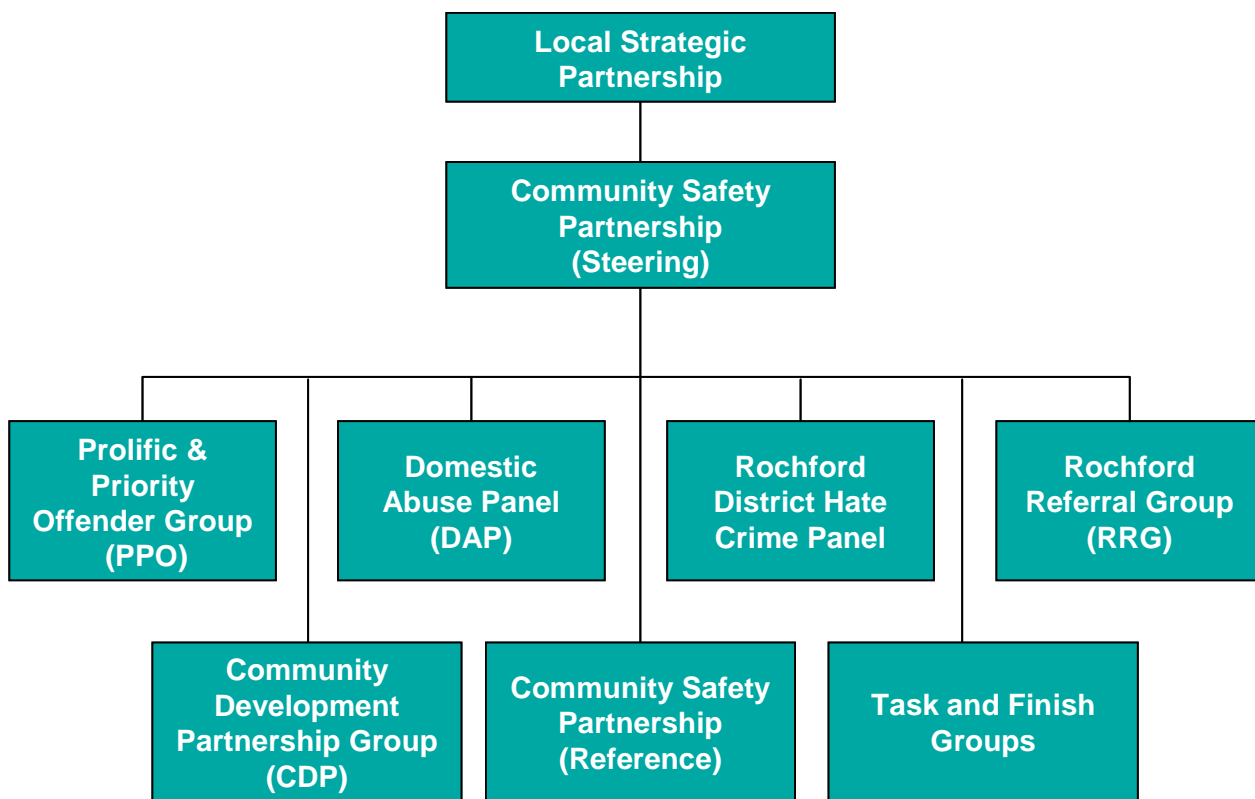 Local Strategic
Partnership
Community Safety
Partnership
(Steering)
Prolific &
Priority
Offender Group
(PPO)
Domestic
Abuse Panel
(DAP)
Rochford
District Hate
Crime Panel
Rochford
Referral Group
(RRG)
Community
Development
Partnership Group
(CDP)
Community Safety
Partnership
(Reference)
Task and Finish
Groups